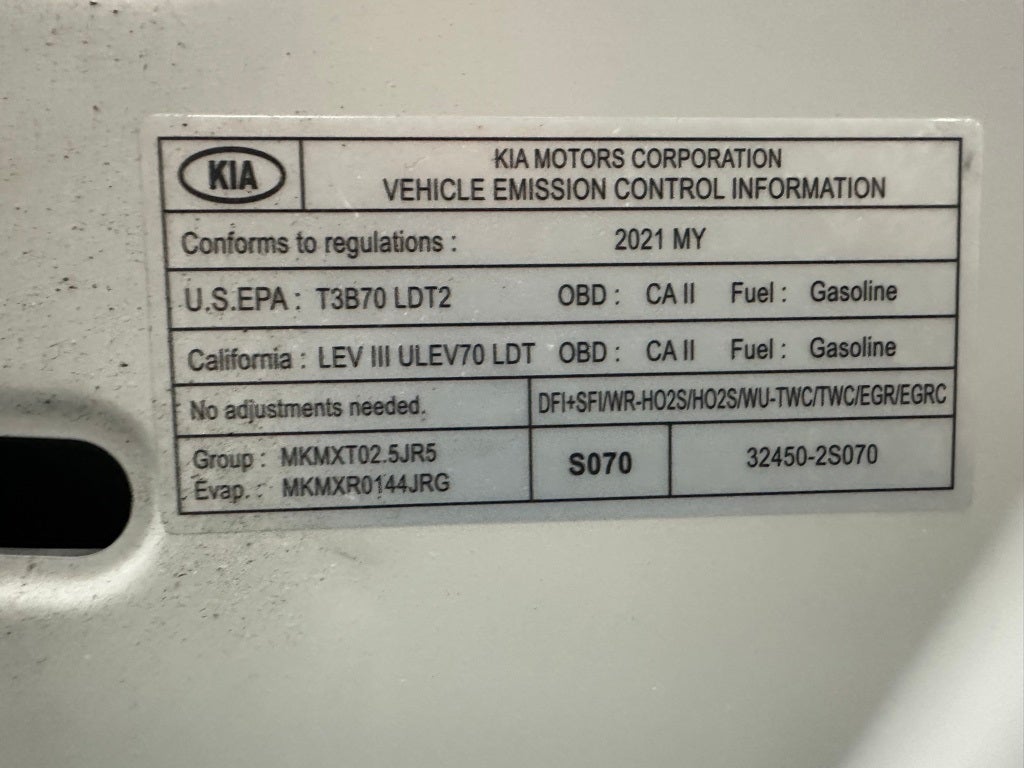 KIA
KIA MOTORS CORPORATION
VEHICLE EMISSION CONTROL INFORMATION
Conforms to regulations : 2021 MY
U.S.EPA : T3B70 LDT2 OBD : CA II Fuel : Gasoline
California : LEV III ULEV70 LDT OBD : CA II Fuel : Gasoline
No adjustments needed. DFI+SFI/WR-HO2S/HO2S/WU-TWC/TWC/EGR/EGRC
Group : MKMXT02.5JR5
Evap. : MKMXR0144JRG
S070 32450-2S070